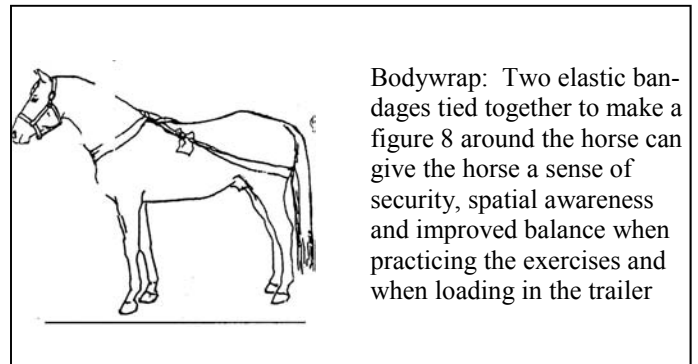 Bodywrap:  Two elastic ban-
dages tied together to make a
figure 8 around the horse can
give the horse a sense of
security, spatial awareness
and improved balance when
practicing the exercises and
when loading in the trailer